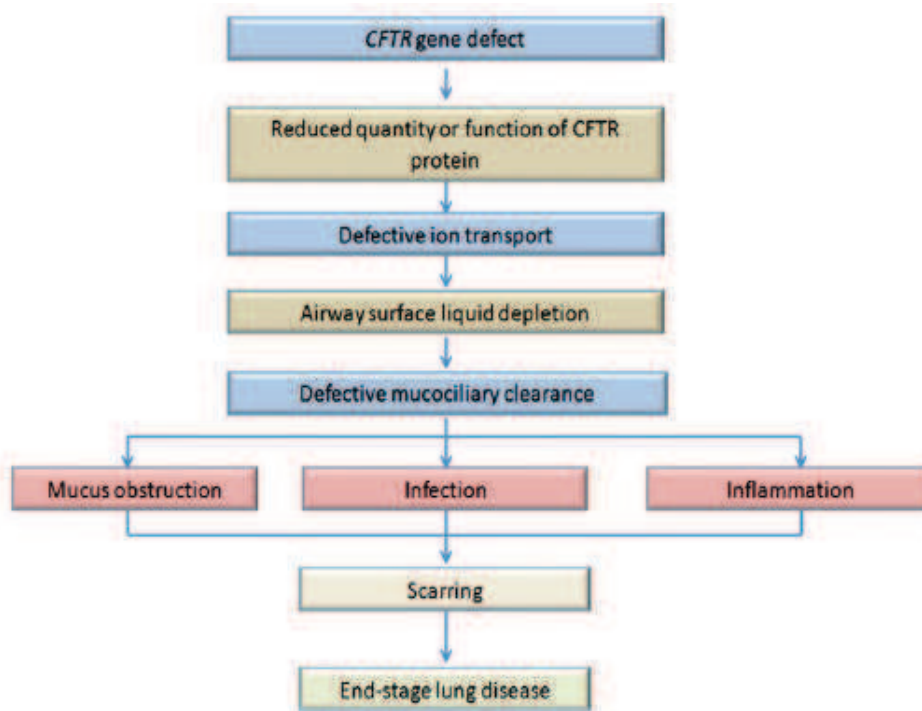 CFTR gene defect
Reduced quantity or function of CFTR
protein
Defective ion transport
Airway surface liquid depletion
Defective mucociliary clearance
Mucus obstruction
Infection
Inflammation
Scarring
End-stage lung disease